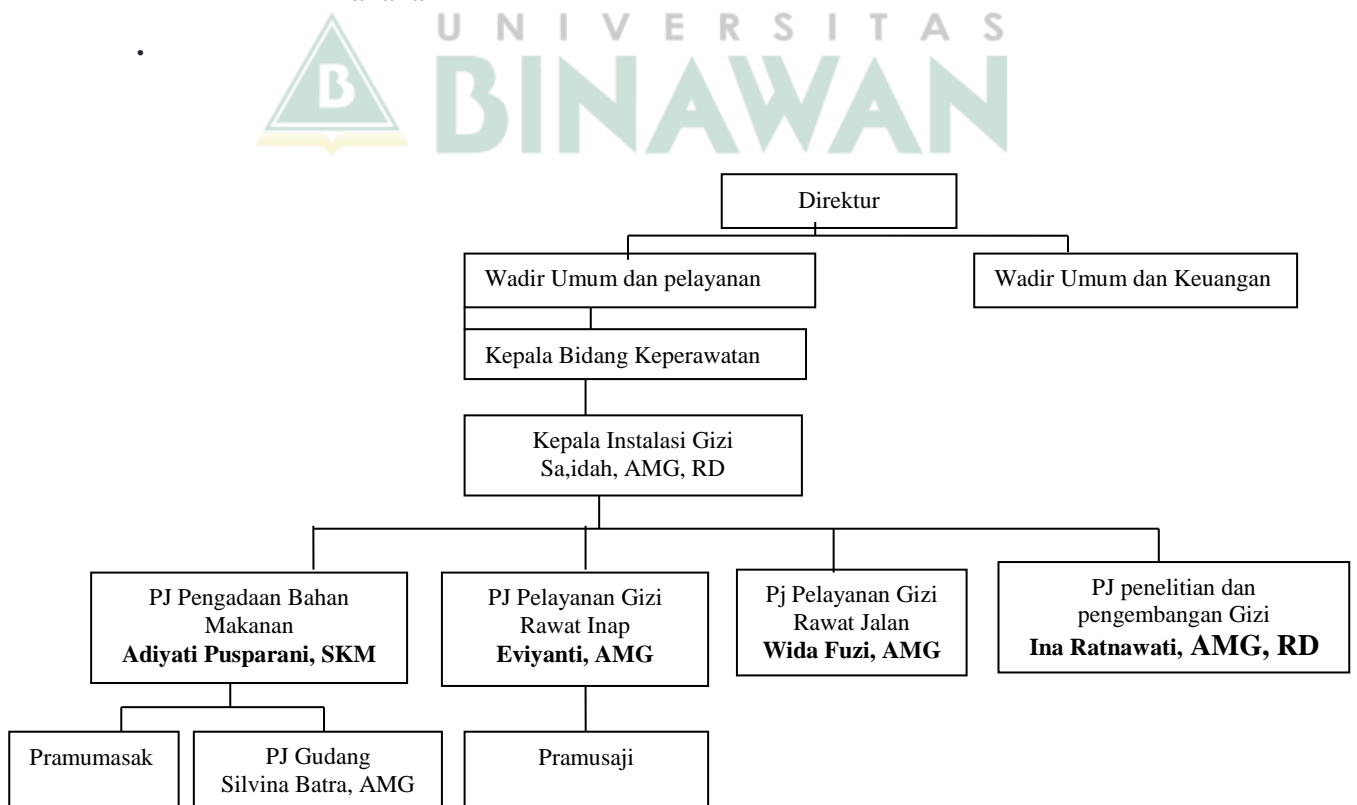 UNIVERSITAS
B BINAWAN
Direktur
Wadir Umum dan pelayanan
Wadir Umum dan Keuangan
Kepala Bidang Keperawatan
Kepala Instalasi Gizi
Sa,idah, AMG, RD
PJ Pengadaan Bahan
Makanan
Adiyati Pusparani, SKM
PJ Pelayanan Gizi
Rawat Inap
Eviyanti, AMG
Pj Pelayanan Gizi
Rawat Jalan
Wida Fuzi, AMG
PJ penelitian dan
pengembangan Gizi
Ina Ratnawati, AMG, RD
Pramumasak
PJ Gudang
Silvina Batra, AMG
Pramusaji